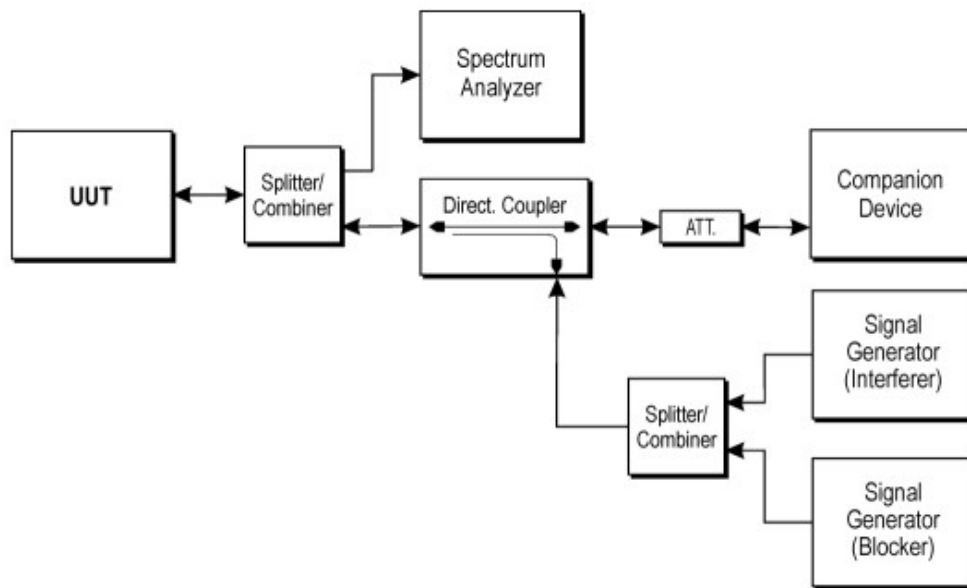 Spectrum
Analyzer
UUT
Splitter/
Combiner
Direct. Coupler
ATT.
Companion
Device
Signal
Generator
(Interferer)
Splitter/
Combiner
Signal
Generator
(Blocker)